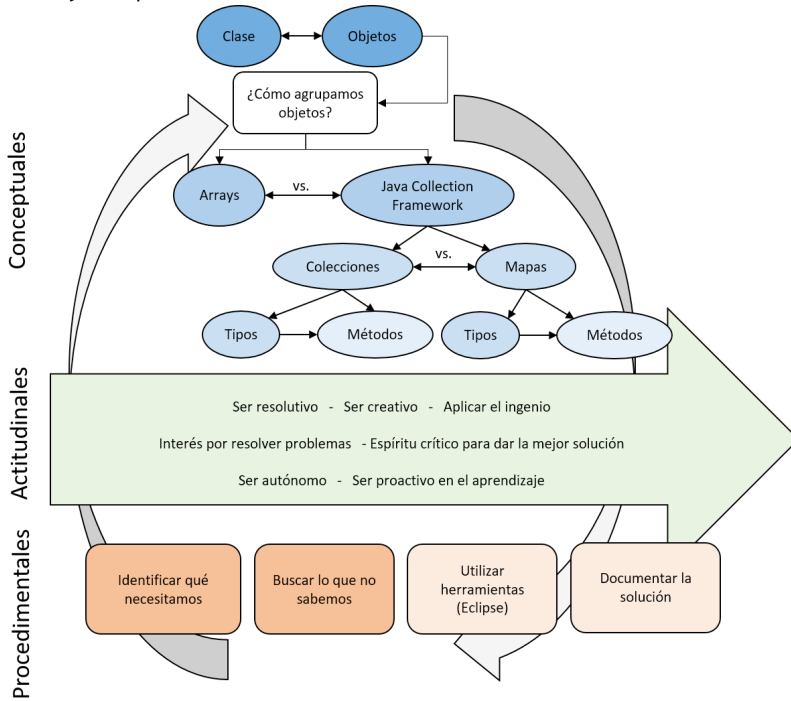 Clase
Objetos
¿Cómo agrupamos
objetos?
Conceptuales
Arrays
vs.
Java Collection
Framework
Colecciones
vs.
Mapas
Tipos
Métodos
Tipos
Métodos
Actitudinales
Ser resolutivo - Ser creativo - Aplicar el ingenio
Interés por resolver problemas - Espíritu crítico para dar la mejor solución
Ser autónomo - Ser proactivo en el aprendizaje
Procedimentales
Identificar qué
necesitamos
Buscar lo que no
sabemos
Utilizar
herramientas
(Eclipse)
Documentar la
solución